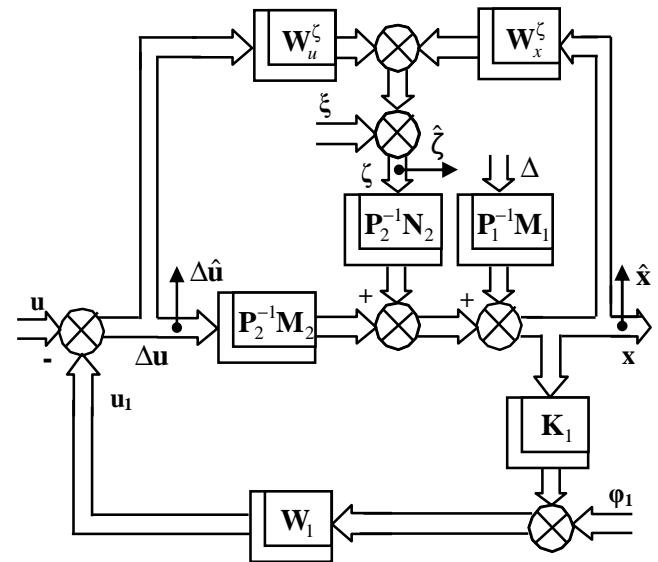 W_u^ζ
W_x^ζ
ξ
ζ
ζ̂
Δ
P_2^{-1}N_2
P_1^{-1}M_1
u
-
Δû
Δu
P_2^{-1}M_2
+
+
x̂
x
u_1
K_1
W_1
φ_1